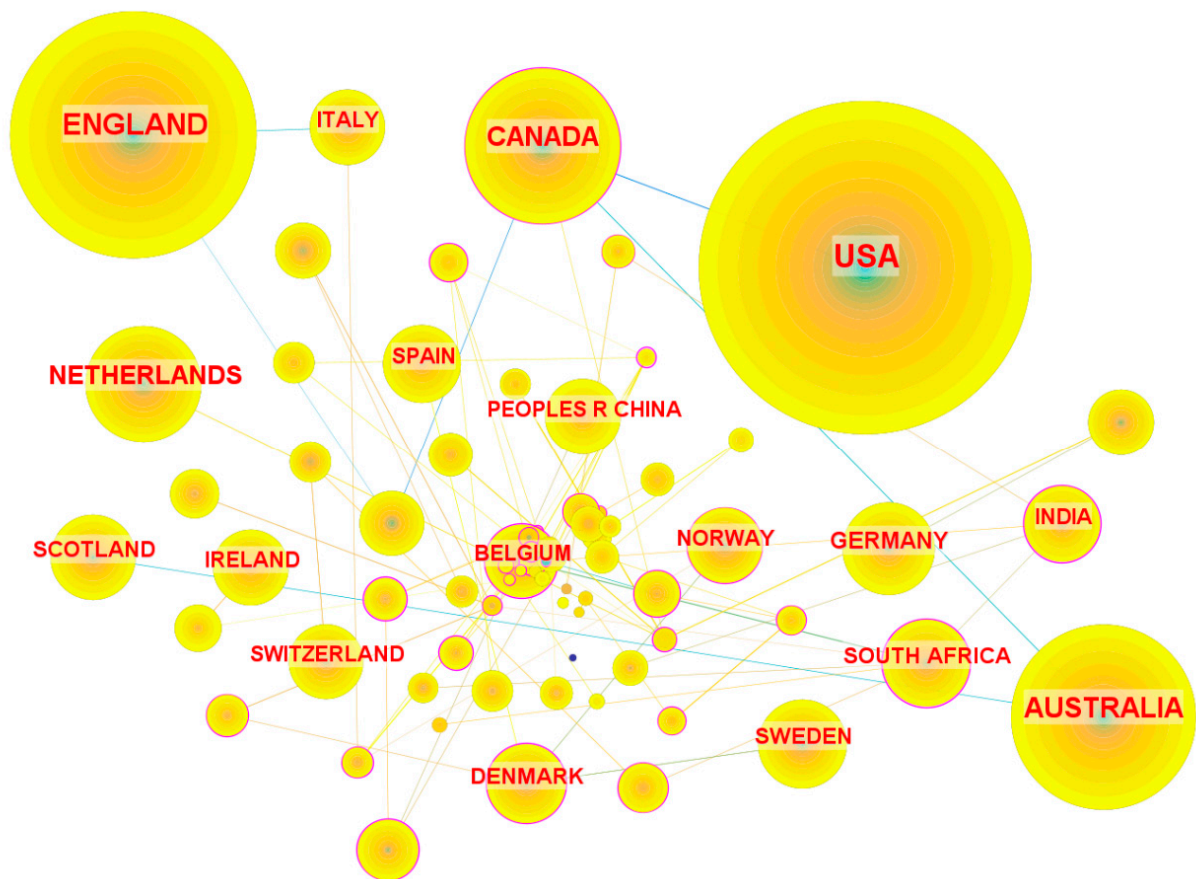 ENGLAND
ITALY
CANADA
USA
NETHERLANDS
SPAIN
PEOPLES R CHINA
SCOTLAND
IRELAND
BELGIUM
NORWAY
GERMANY
INDIA
SWITZERLAND
SOUTH AFRICA
AUSTRALIA
SWEDEN
DENMARK